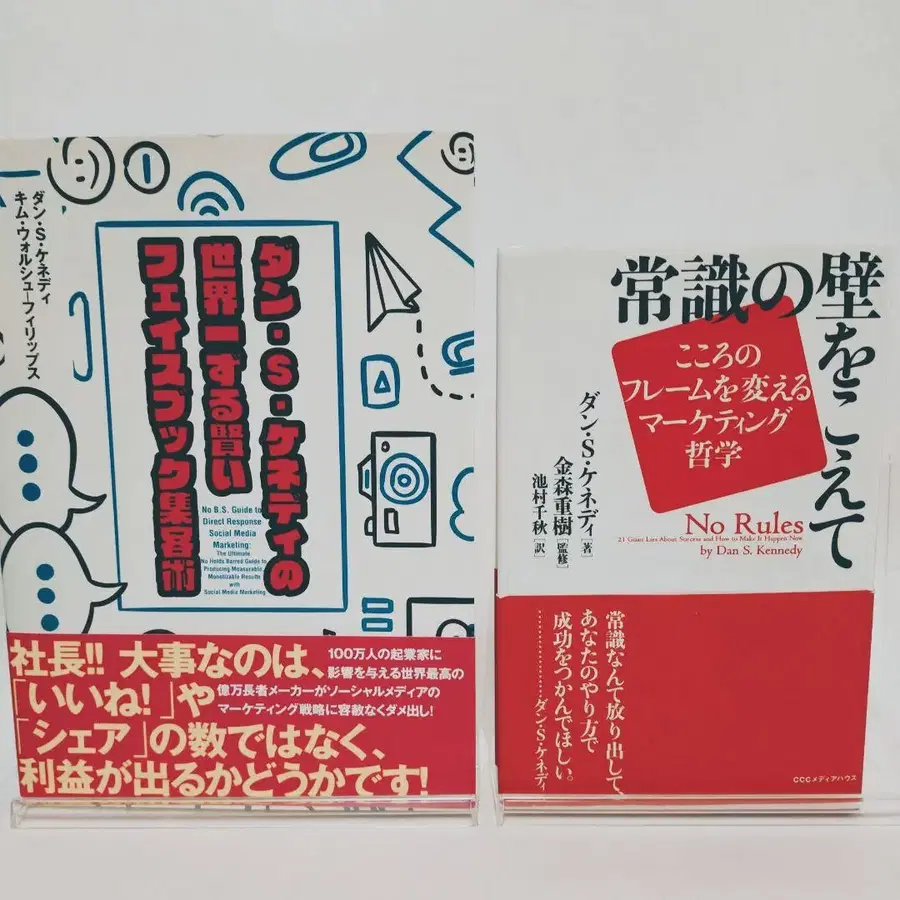 ダン・S・ケネディ
キム・ウォルシュ=フィリップス
ダン・S・ケネディの
世界一ずる賢い
フェイスブック集客術
No B.S. Guide to
Direct Response
Social Media
Marketing:
The Ultimate
No Holds Barred Guide to
Producing Measurable,
Monetizable Results
with
Social Media Marketing
社長!! 大事なのは、
「いいね!」や
「シェア」の数ではなく、
利益が出るかどうかです!
100万人の起業家に
影響を与える世界最高の
億万長者メーカーがソーシャルメディアの
マーケティング戦略に容赦なくダメ出し!
常識の壁をこえて
こころの
フレームを変える
マーケティング
哲学
ダン・S・ケネディ[著]
金森重樹[監修]
池村千秋[訳]
No Rules
21 Giant Lies About Success and How to Make It Happen Now
by Dan S. Kennedy
常識なんて放り出して、
あなたのやり方で
成功をつかんでほしい。
…………ダン・S・ケネディ
CCCメディアハウス